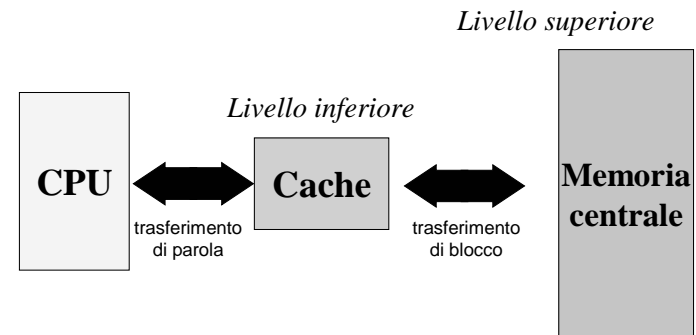 Livello superiore
Livello inferiore
CPU
Cache
Memoria
centrale
trasferimento
di parola
trasferimento
di blocco